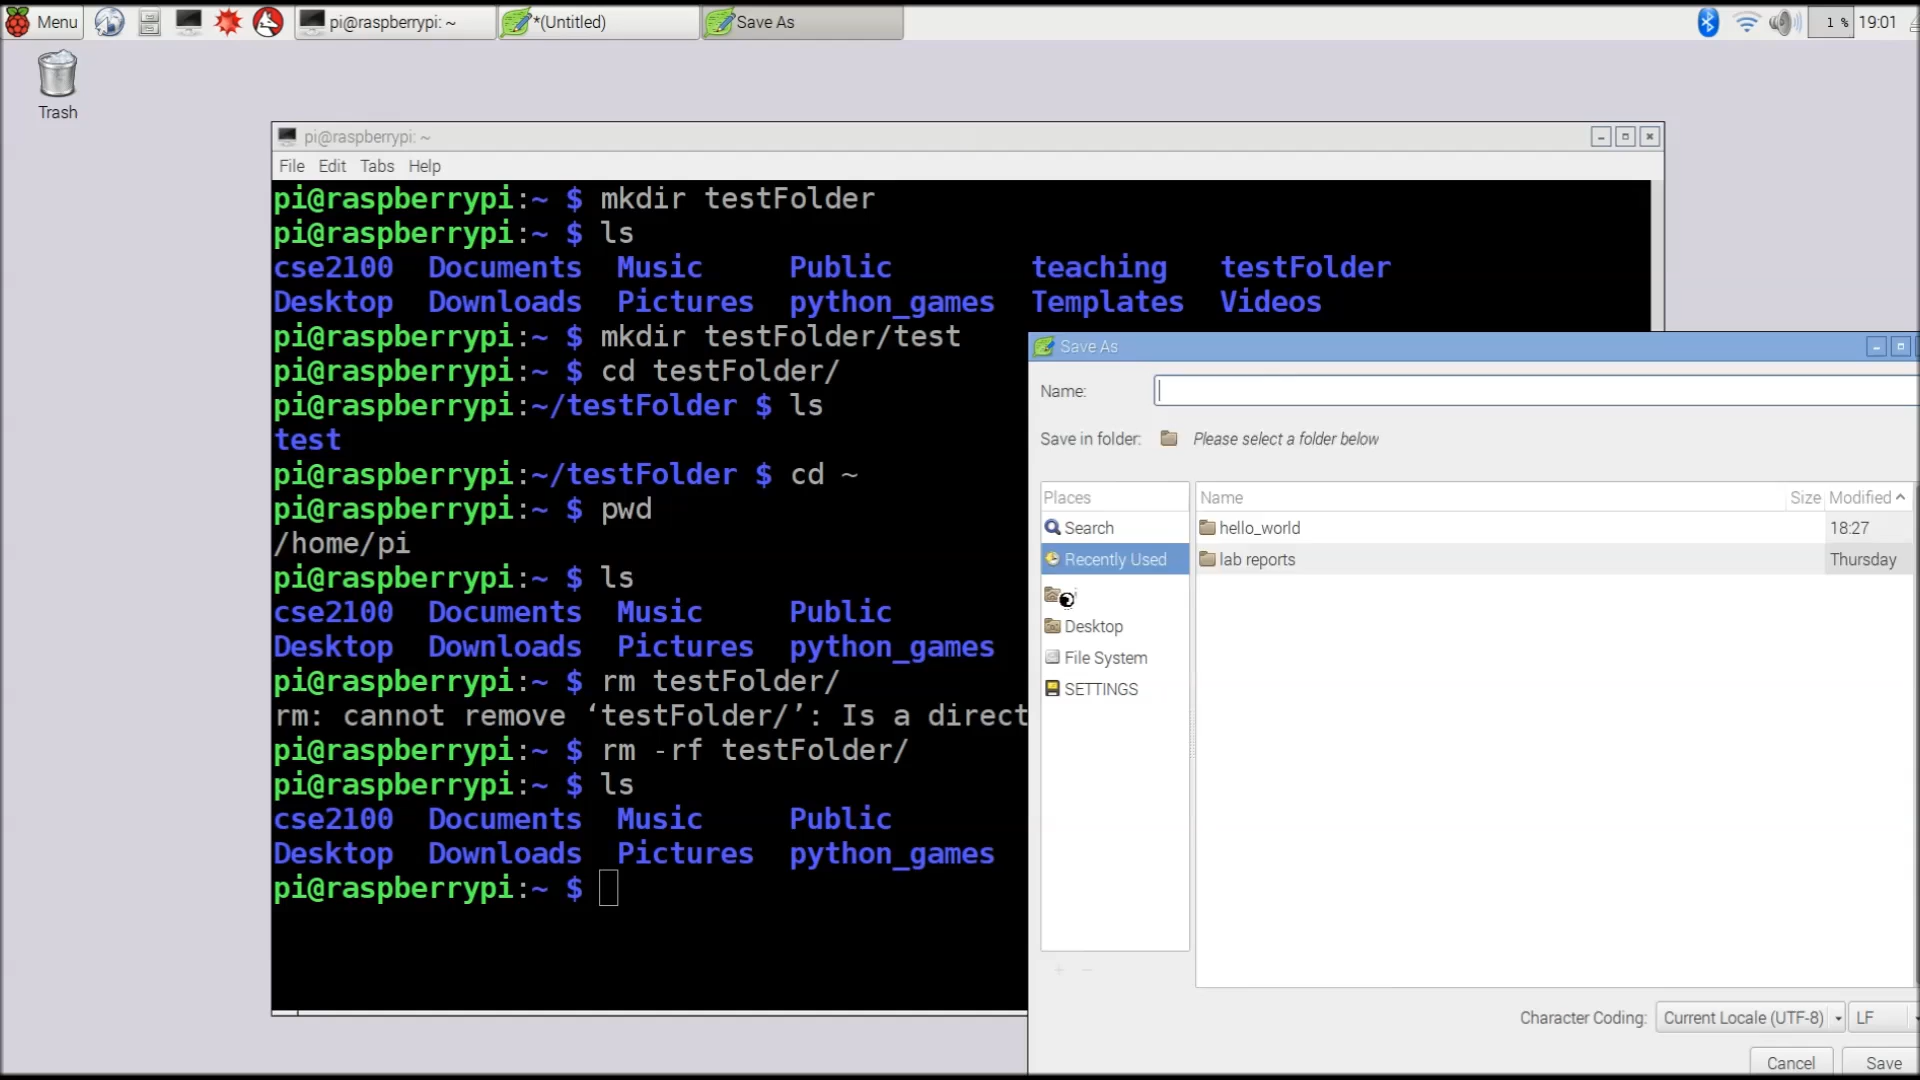 Menu pi@raspberrypi: ~ *(Untitled) Save As 1 % 19:01
Trash
pi@raspberrypi: ~
File Edit Tabs Help
pi@raspberrypi:~ $ mkdir testFolder
pi@raspberrypi:~ $ ls
cse2100 Documents Music Public teaching testFolder
Desktop Downloads Pictures python_games Templates Videos
pi@raspberrypi:~ $ mkdir testFolder/test
pi@raspberrypi:~ $ cd testFolder/
pi@raspberrypi:~/testFolder $ ls
test
pi@raspberrypi:~/testFolder $ cd ~
pi@raspberrypi:~ $ pwd
/home/pi
pi@raspberrypi:~ $ ls
cse2100 Documents Music Public
Desktop Downloads Pictures python_games
pi@raspberrypi:~ $ rm testFolder/
rm: cannot remove ‘testFolder/’: Is a direct
pi@raspberrypi:~ $ rm -rf testFolder/
pi@raspberrypi:~ $ ls
cse2100 Documents Music Public
Desktop Downloads Pictures python_games
pi@raspberrypi:~ $
Save As
Name:
Save in folder: Please select a folder below
Places
Search
Recently Used
Desktop
File System
SETTINGS
Name Size Modified
hello_world 18:27
lab reports Thursday
Character Coding: Current Locale (UTF-8) LF
Cancel Save